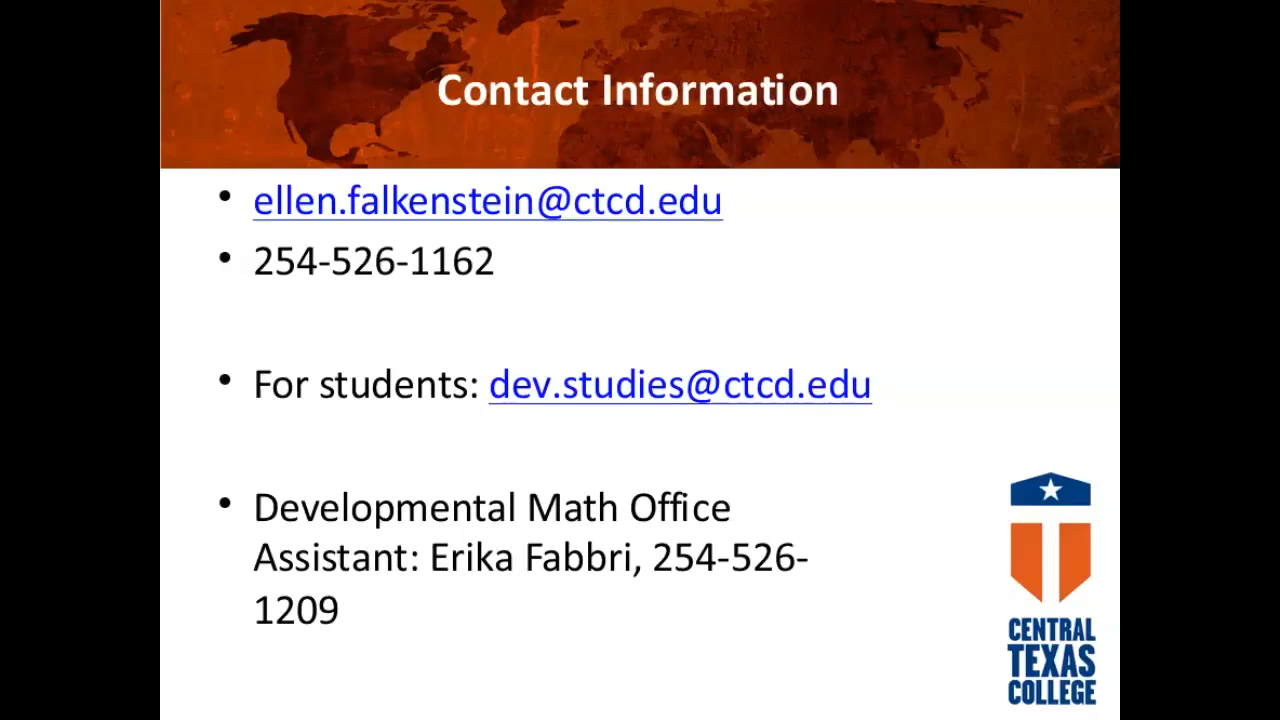 Contact Information
• ellen.falkenstein@ctcd.edu
• 254-526-1162
• For students: dev.studies@ctcd.edu
• Developmental Math Office
Assistant: Erika Fabbri, 254-526-
1209
CENTRAL
TEXAS
COLLEGE